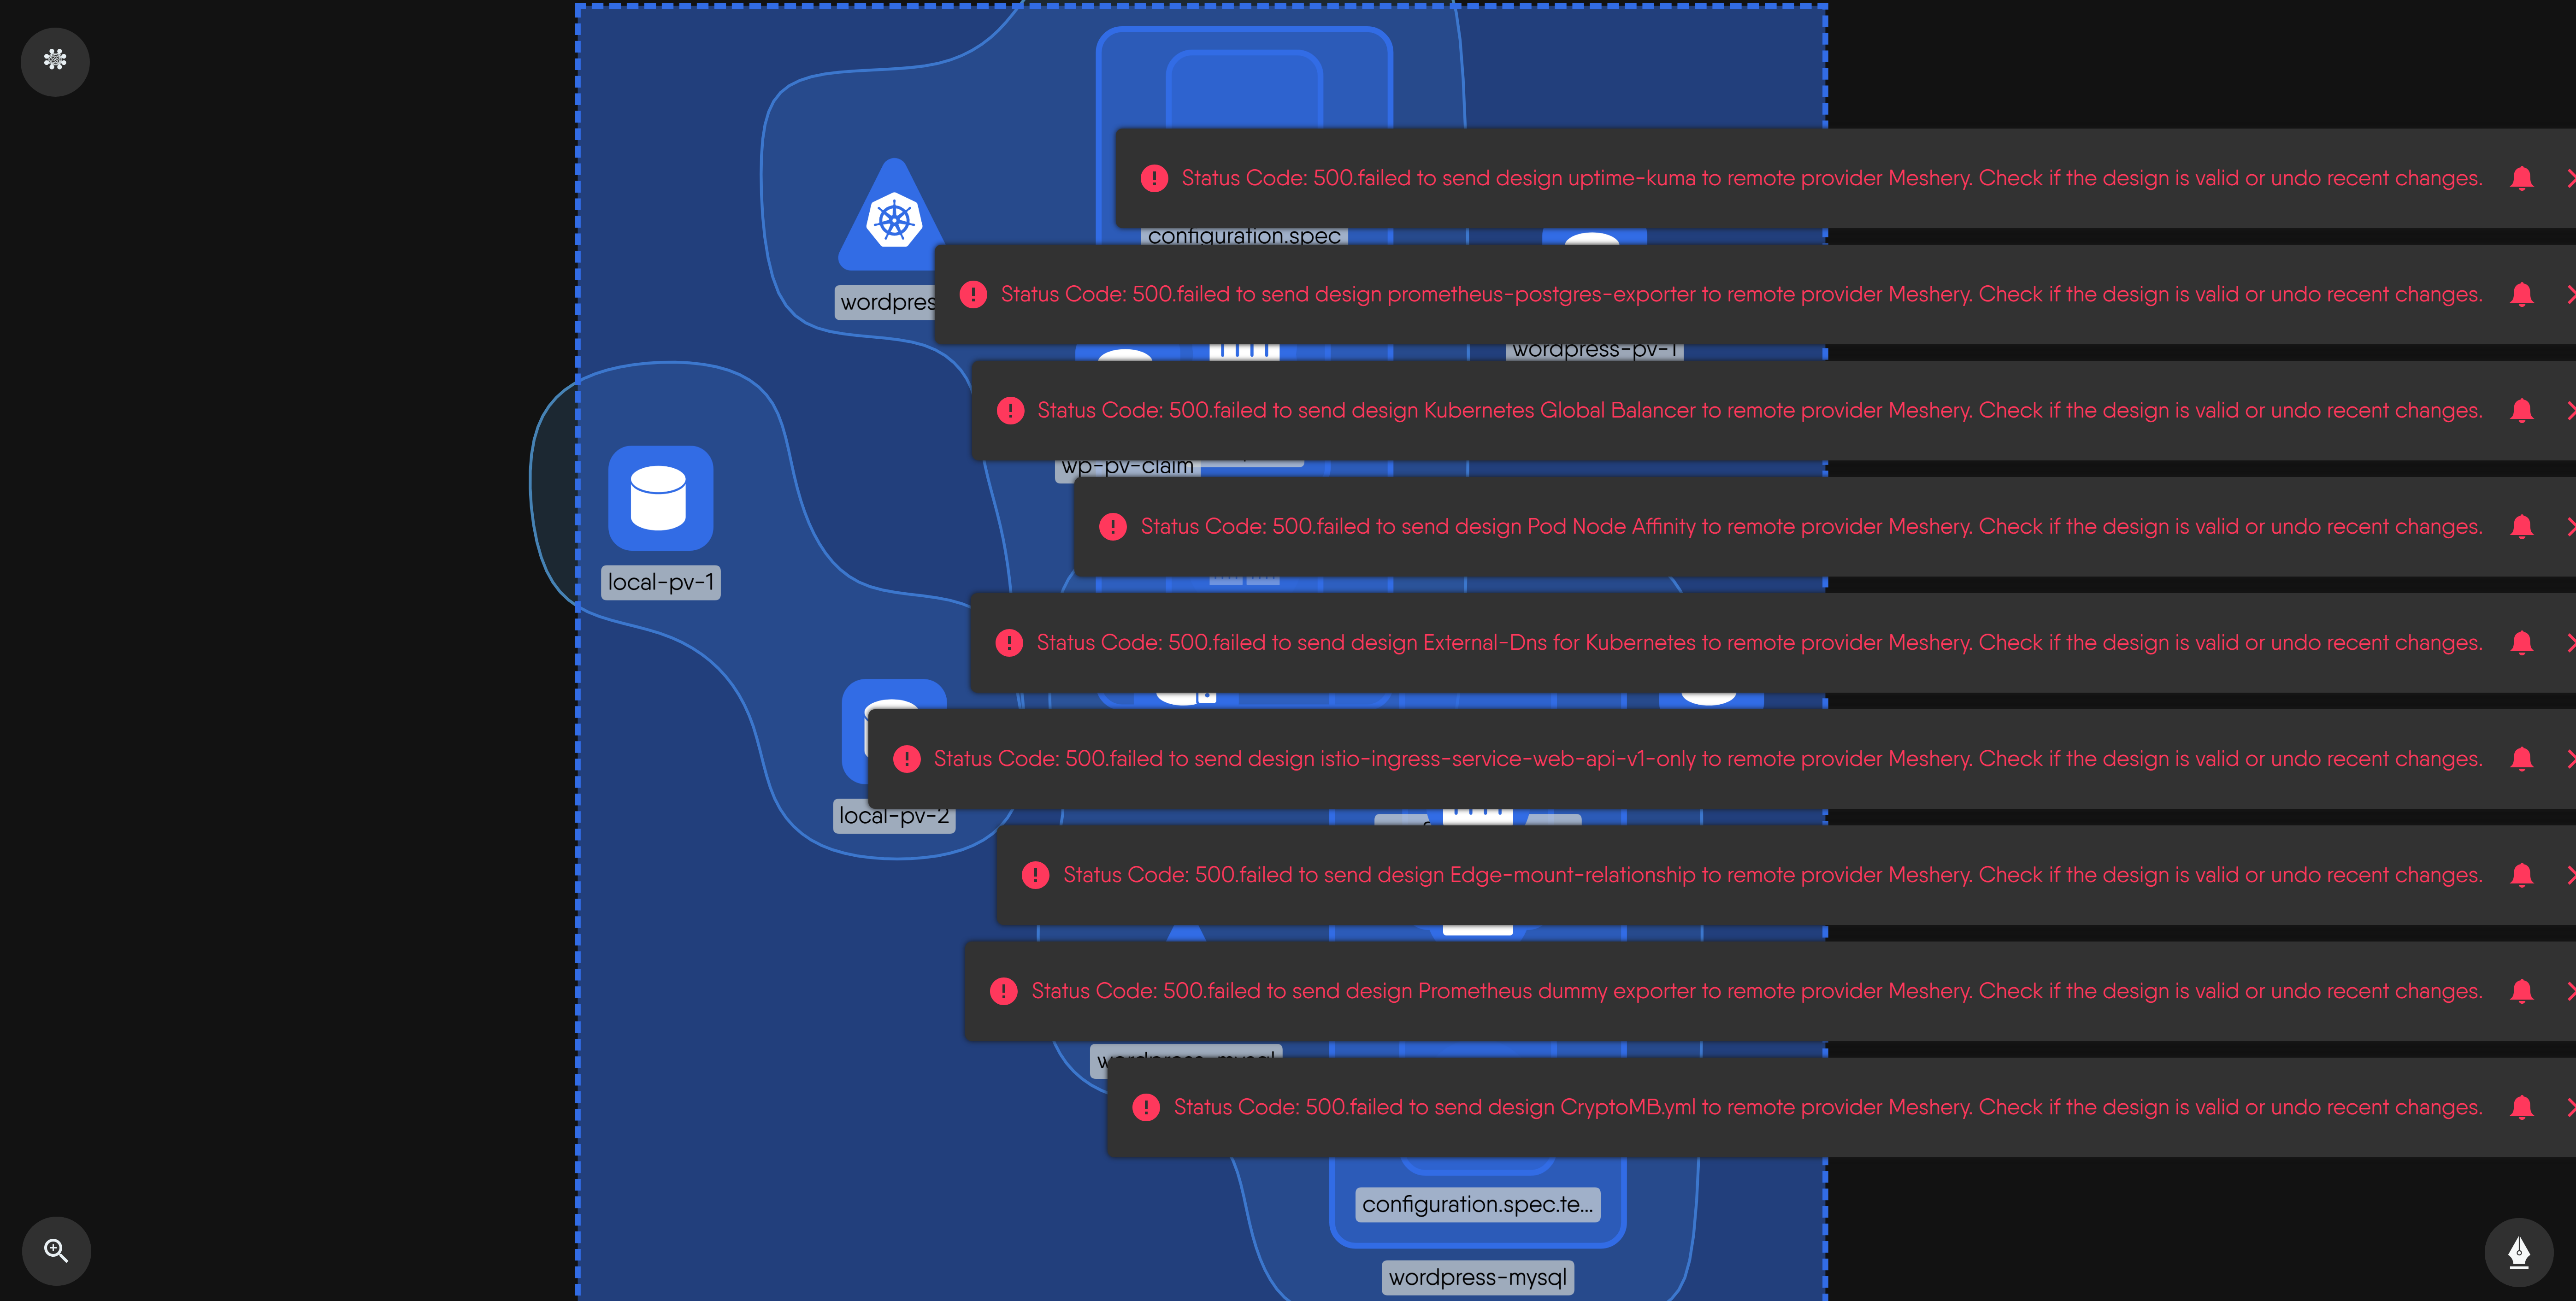 Status Code: 500.failed to send design uptime-kuma to remote provider Meshery. Check if the design is valid or undo recent changes.
configuration.spec
Status Code: 500.failed to send design prometheus-postgres-exporter to remote provider Meshery. Check if the design is valid or undo recent changes.
wordpres
wordpress-pv-1
Status Code: 500.failed to send design Kubernetes Global Balancer to remote provider Meshery. Check if the design is valid or undo recent changes.
wp-pv-claim
Status Code: 500.failed to send design Pod Node Affinity to remote provider Meshery. Check if the design is valid or undo recent changes.
local-pv-1
Status Code: 500.failed to send design External-Dns for Kubernetes to remote provider Meshery. Check if the design is valid or undo recent changes.
Status Code: 500.failed to send design istio-ingress-service-web-api-v1-only to remote provider Meshery. Check if the design is valid or undo recent changes.
local-pv-2
Status Code: 500.failed to send design Edge-mount-relationship to remote provider Meshery. Check if the design is valid or undo recent changes.
Status Code: 500.failed to send design Prometheus dummy exporter to remote provider Meshery. Check if the design is valid or undo recent changes.
wordpress-mysql
Status Code: 500.failed to send design CryptoMB.yml to remote provider Meshery. Check if the design is valid or undo recent changes.
configuration.spec.te...
wordpress-mysql